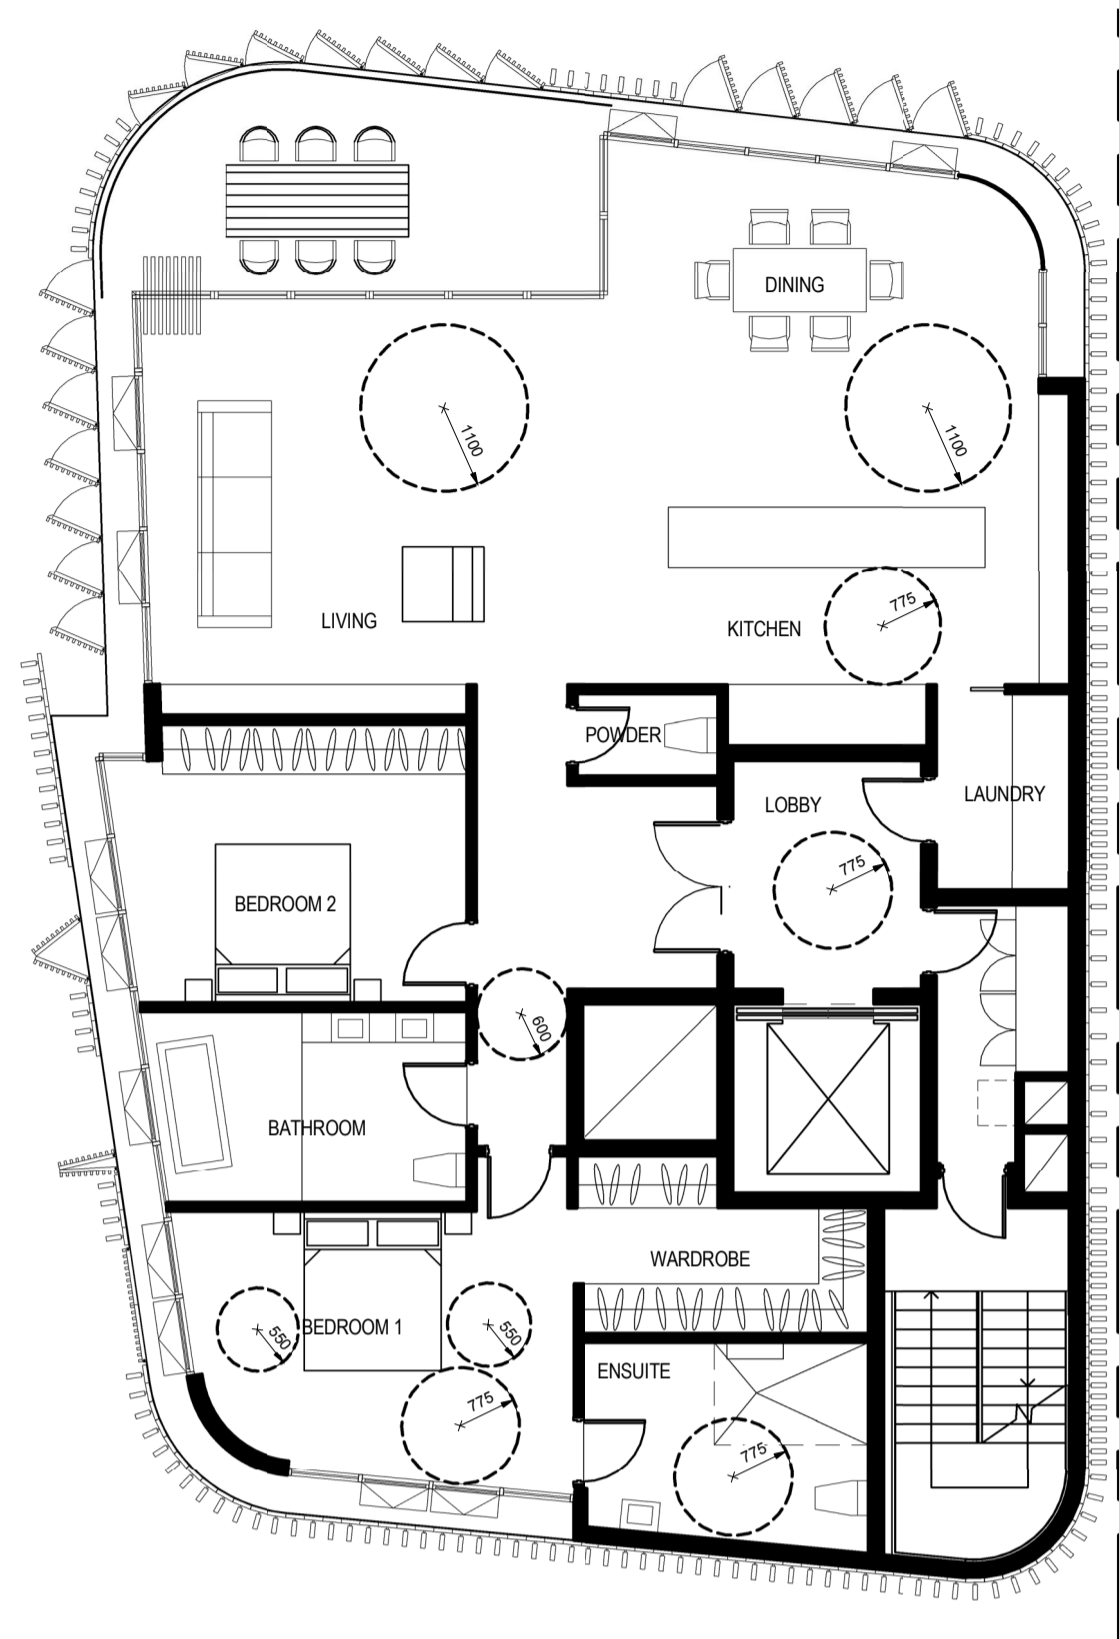 DINING
1100
1100
775
LIVING
KITCHEN
POWDER
LOBBY
LAUNDRY
775
BEDROOM 2
600
BATHROOM
WARDROBE
550
BEDROOM 1
550
ENSUITE
775
775